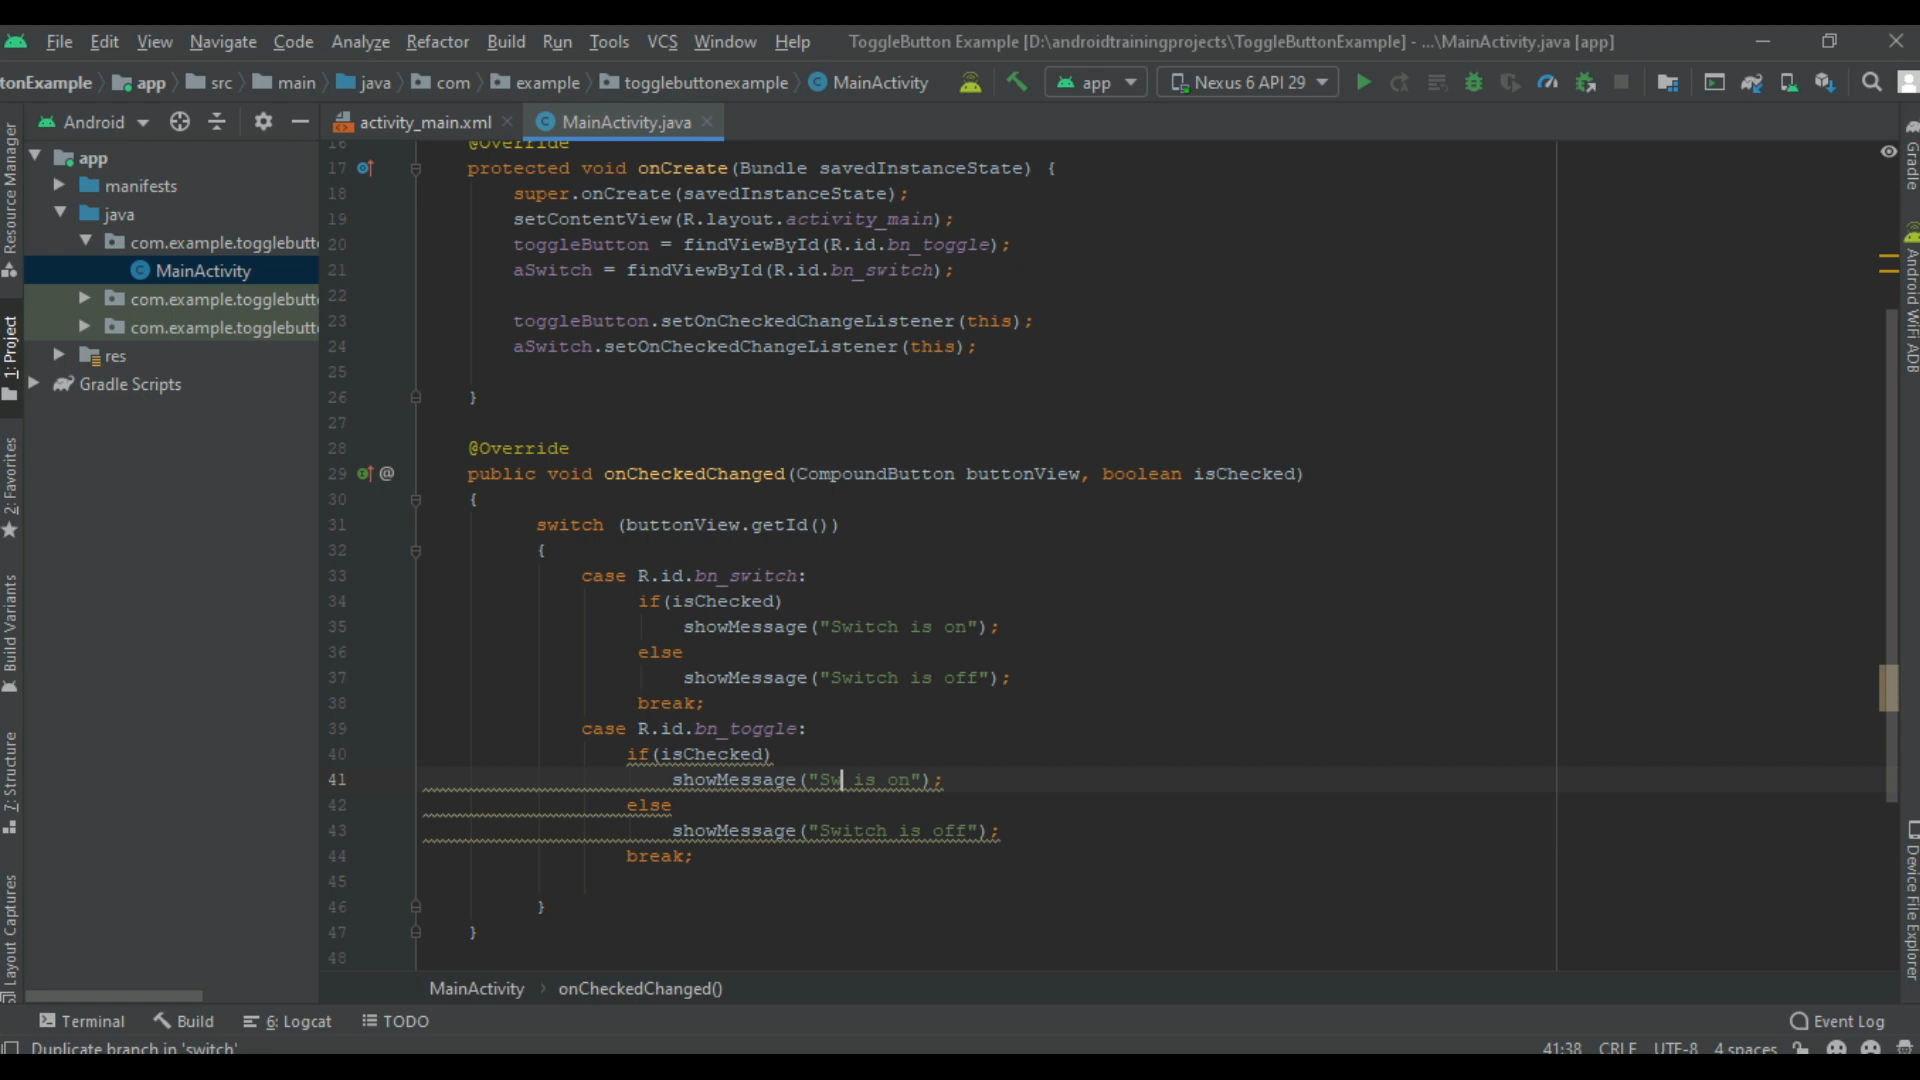 File Edit View Navigate Code Analyze Refactor Build Run Tools VCS Window Help ToggleButton Example [D:\androidtrainingprojects\ToggleButtonExample] - ...\MainActivity.java [app]
tonExample app src main java com example togglebuttonexample MainActivity app Nexus 6 API 29
Android activity_main.xml MainActivity.java
Resource Manager
1: Project
2: Favorites
Build Variants
7: Structure
Layout Captures
app
manifests
java
com.example.togglebutt
MainActivity
com.example.togglebutt
com.example.togglebutt
res
Gradle Scripts
16 @Override
17 protected void onCreate(Bundle savedInstanceState) {
18 super.onCreate(savedInstanceState);
19 setContentView(R.layout.activity_main);
20 toggleButton = findViewById(R.id.bn_toggle);
21 aSwitch = findViewById(R.id.bn_switch);
22
23 toggleButton.setOnCheckedChangeListener(this);
24 aSwitch.setOnCheckedChangeListener(this);
25
26 }
27
28 @Override
29 @ public void onCheckedChanged(CompoundButton buttonView, boolean isChecked)
30 {
31 switch (buttonView.getId())
32 {
33 case R.id.bn_switch:
34 if(isChecked)
35 showMessage("Switch is on");
36 else
37 showMessage("Switch is off");
38 break;
39 case R.id.bn_toggle:
40 if(isChecked)
41 showMessage("Sw is on");
42 else
43 showMessage("Switch is off");
44 break;
45
46 }
47 }
48
Gradle
Android WiFi ADB
Device File Explorer
MainActivity onCheckedChanged()
Terminal Build 6: Logcat TODO Event Log
Duplicate branch in 'switch' 41:38 CRLF UTF-8 4 spaces